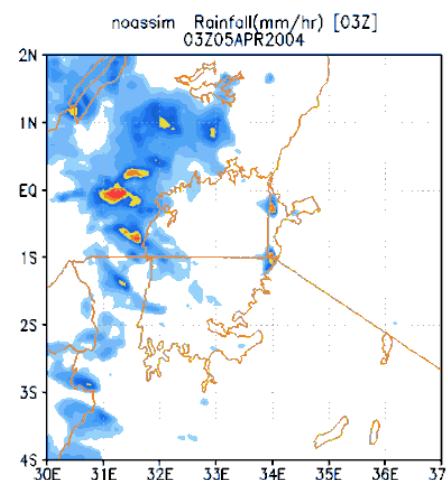 noassim Rainfall(mm/hr) [03Z]
03Z05APR2004
2N
1N
EQ
1S
2S
3S
4S
30E 31E 32E 33E 34E 35E 36E 37